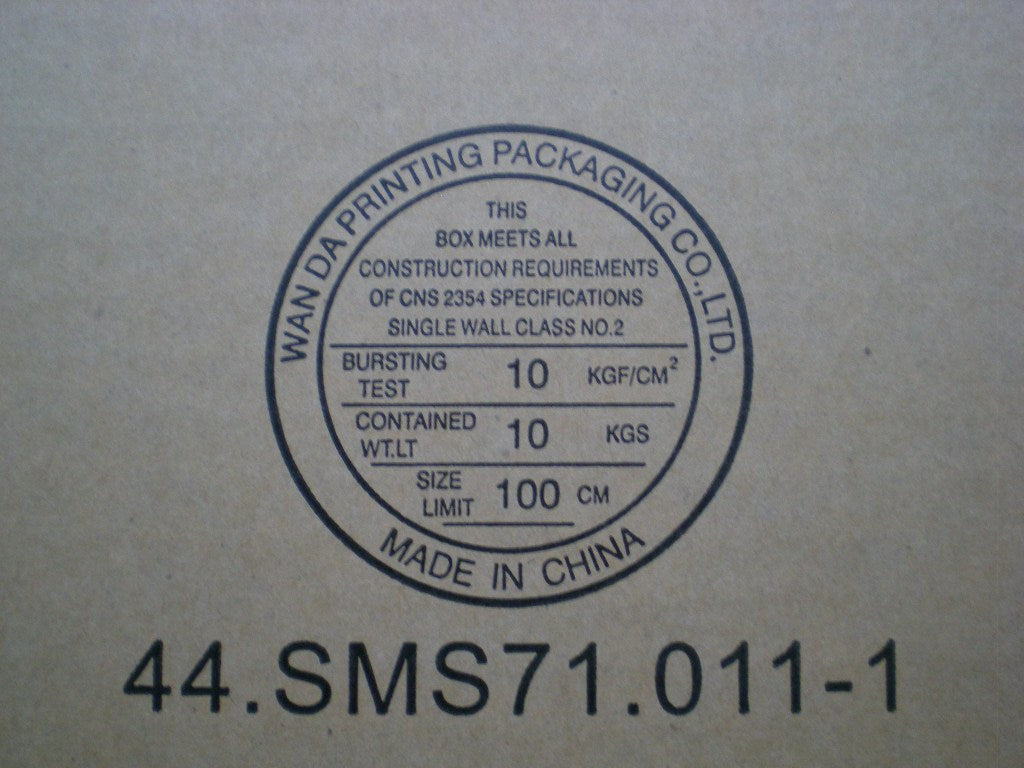 WAN DA PRINTING PACKAGING CO.,LTD.
THIS
BOX MEETS ALL
CONSTRUCTION REQUIREMENTS
OF CNS 2354 SPECIFICATIONS
SINGLE WALL CLASS NO.2
BURSTING TEST 10 KGF/CM²
CONTAINED WT.LT 10 KGS
SIZE LIMIT 100 CM
MADE IN CHINA
44.SMS71.011-1